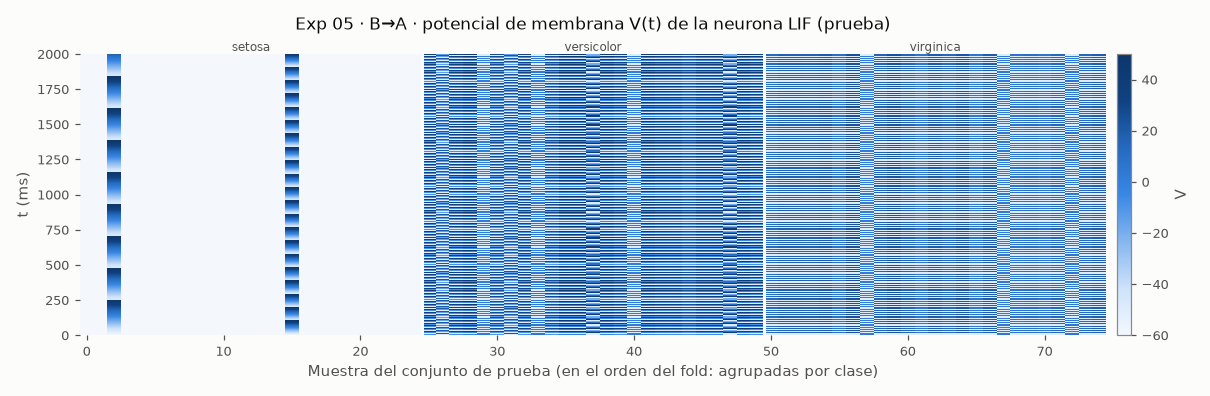 Exp 05 · B→A · potencial de membrana V(t) de la neurona LIF (prueba)
setosa versicolor virginica
2000
1750
1500
1250
1000
750
500
250
0
t (ms)
0 10 20 30 40 50 60 70
Muestra del conjunto de prueba (en el orden del fold: agrupadas por clase)
40
20
0
−20
−40
−60
V